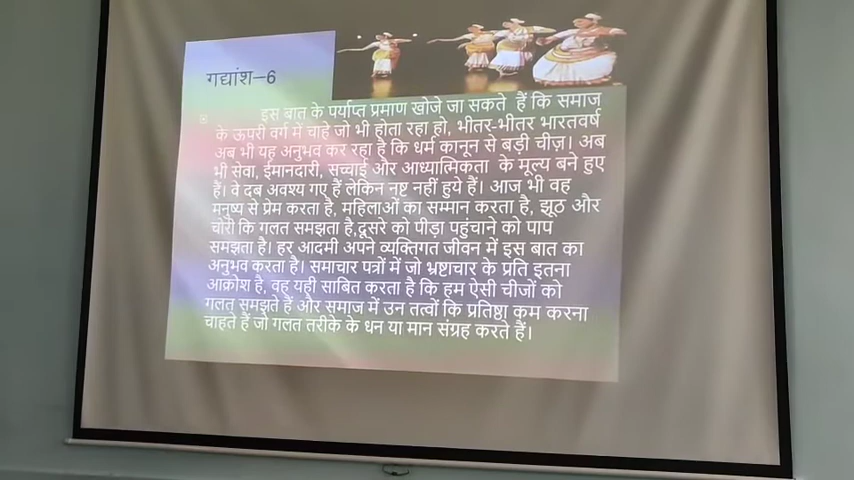 गद्यांश–6
इस बात के पर्याप्त प्रमाण खोजे जा सकते हैं कि समाज
के ऊपरी वर्ग में चाहे जो भी होता रहा हो, भीतर-भीतर भारतवर्ष
अब भी यह अनुभव कर रहा है कि धर्म कानून से बड़ी चीज़। अब
भी सेवा, ईमानदारी, सच्चाई और आध्यात्मिकता के मूल्य बने हुए
हैं। वे दब अवश्य गए हैं लेकिन नष्ट नहीं हुये हैं। आज भी वह
मनुष्य से प्रेम करता है, महिलाओं का सम्मान करता है, झूठ और
चोरी कि गलत समझता है,दूसरे को पीड़ा पहुंचाने को पाप
समझता है। हर आदमी अपने व्यक्तिगत जीवन में इस बात का
अनुभव करता है। समाचार पत्रों में जो भ्रष्टाचार के प्रति इतना
आक्रोश है, वह यही साबित करता है कि हम ऐसी चीजों को
गलत समझते हैं और समाज में उन तत्वों कि प्रतिष्ठा कम करना
चाहते हैं जो गलत तरीके के धन या मान संग्रह करते हैं।